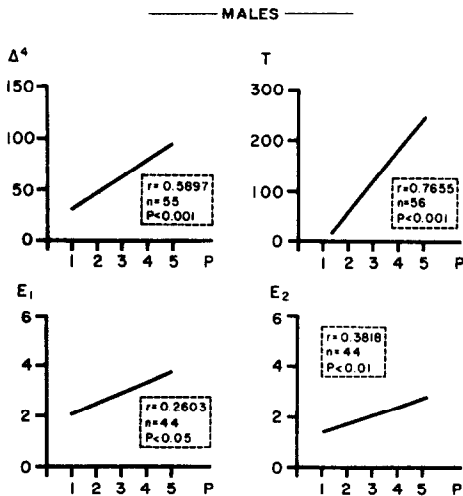 MALES
Δ⁴
150
100
50
0
1 2 3 4 5 P
r=0.5897
n=55
P<0.001
T
300
200
100
0
1 2 3 4 5 P
r=0.7655
n=56
P<0.001
E₁
6
4
2
0
1 2 3 4 5 P
r=0.2603
n=44
P<0.05
E₂
6
4
2
0
1 2 3 4 5 P
r=0.3818
n=44
P<0.01